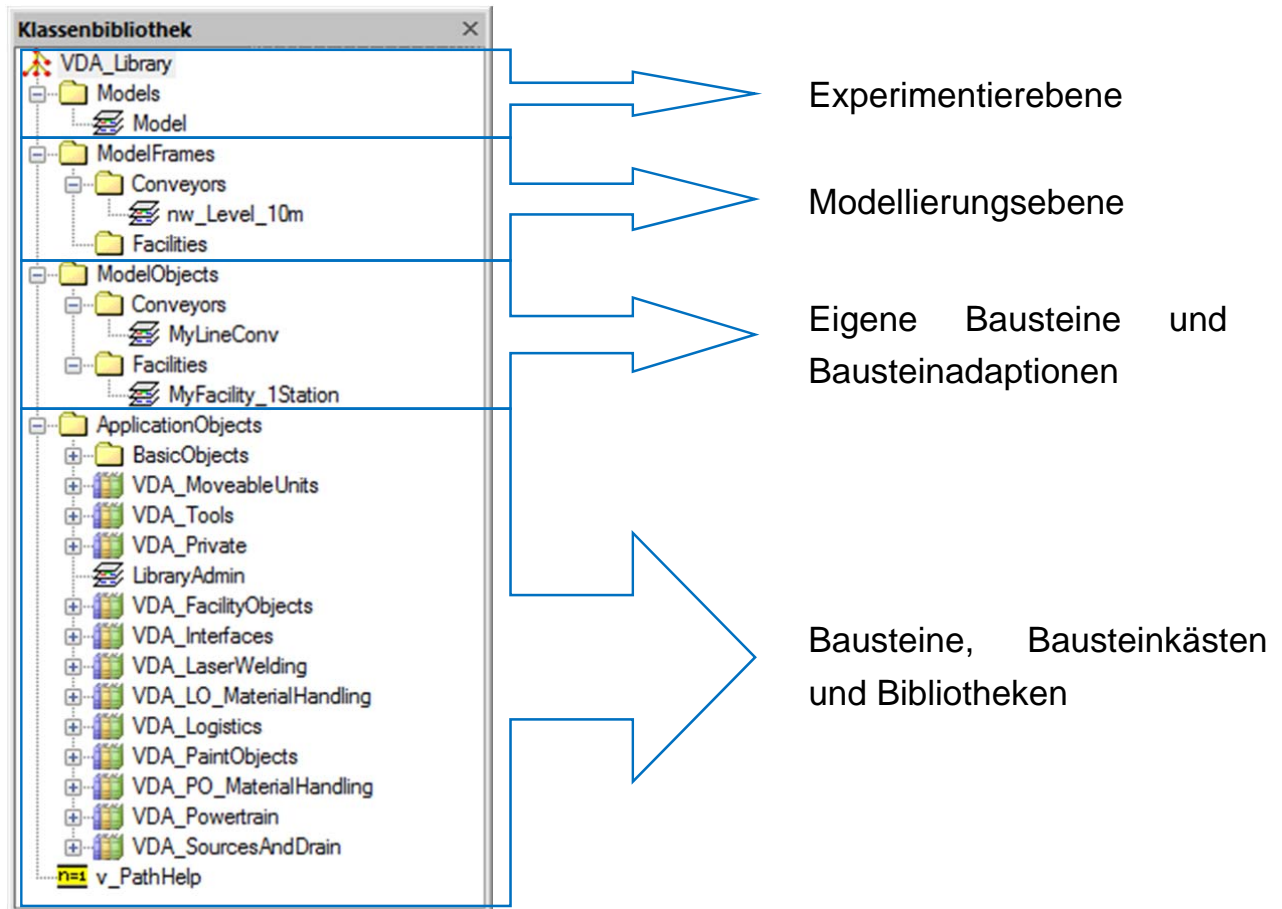 Klassenbibliothek
VDA_Library
Models
Model
ModelFrames
Conveyors
nw_Level_10m
Facilities
ModelObjects
Conveyors
MyLineConv
Facilities
MyFacility_1Station
ApplicationObjects
BasicObjects
VDA_MoveableUnits
VDA_Tools
VDA_Private
LibraryAdmin
VDA_FacilityObjects
VDA_Interfaces
VDA_LaserWelding
VDA_LO_MaterialHandling
VDA_Logistics
VDA_PaintObjects
VDA_PO_MaterialHandling
VDA_Powertrain
VDA_SourcesAndDrain
n=1 v_PathHelp
Experimentierebene
Modellierungsebene
Eigene Bausteine und
Bausteinadaptionen
Bausteine, Bausteinkästen
und Bibliotheken